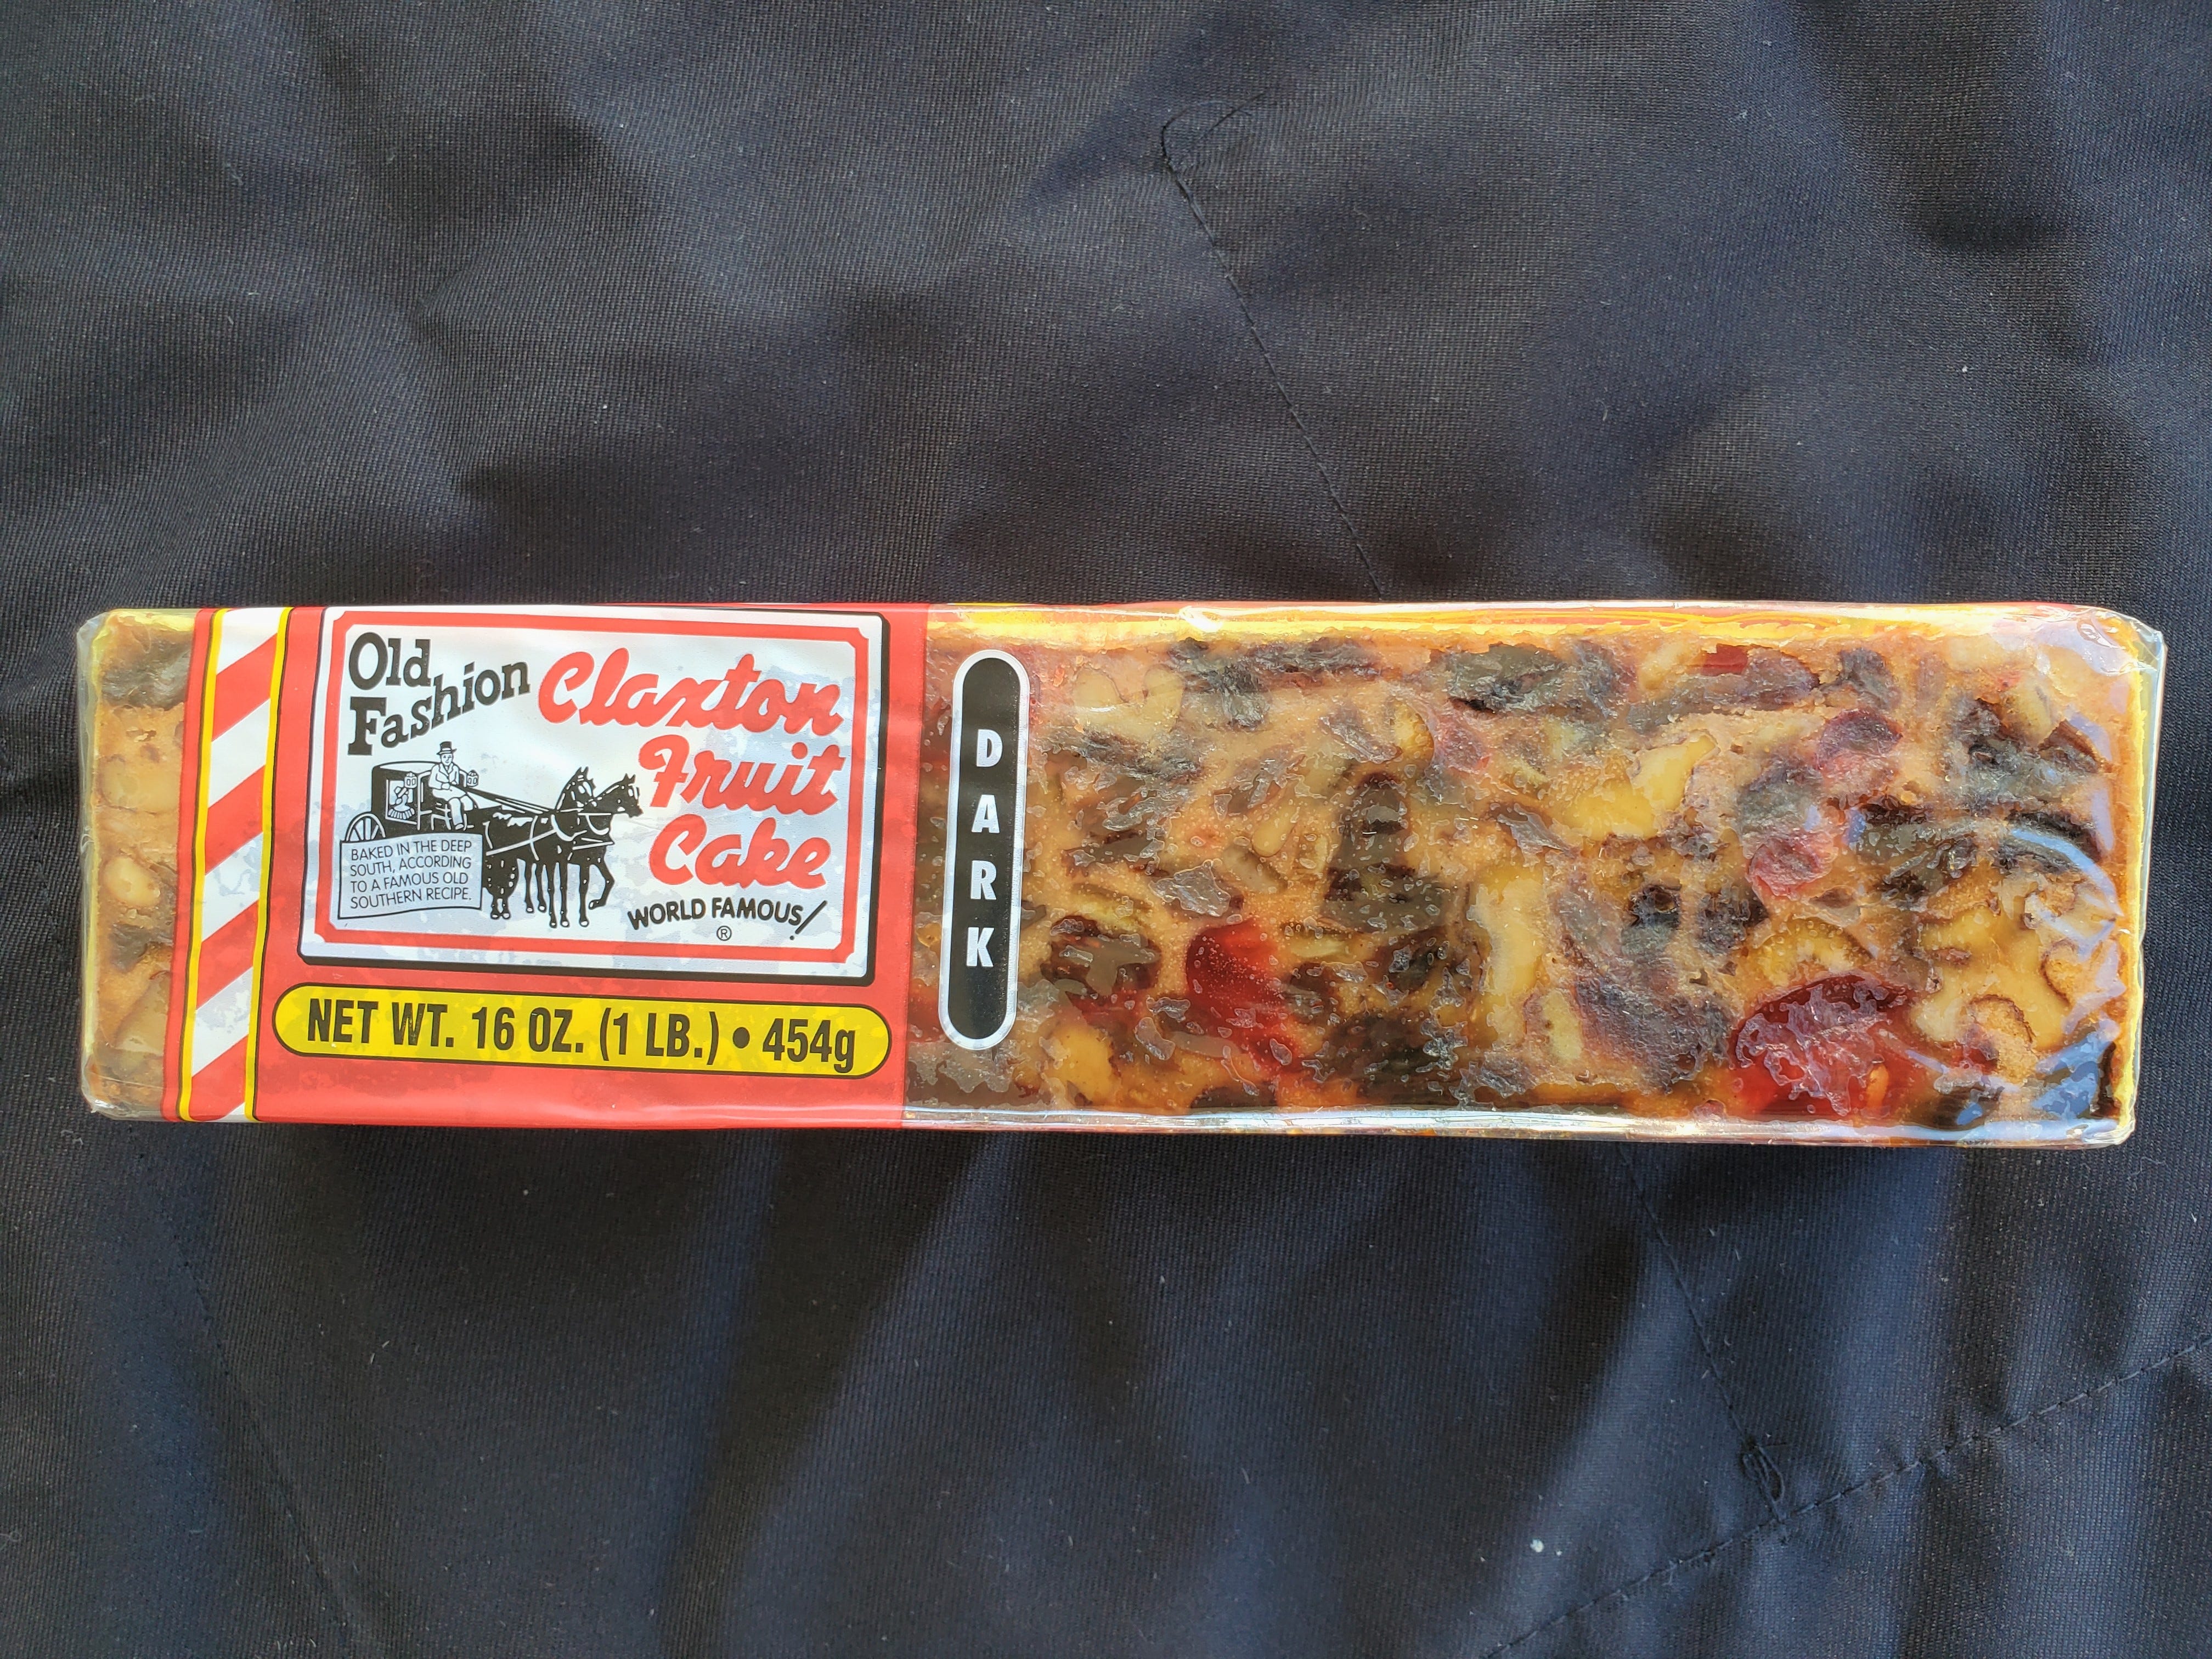 Old
Fashion
Claxton
Fruit
Cake
BAKED IN THE DEEP
SOUTH, ACCORDING
TO A FAMOUS OLD
SOUTHERN RECIPE.
WORLD FAMOUS!
®
NET WT. 16 OZ. (1 LB.) • 454g
DARK